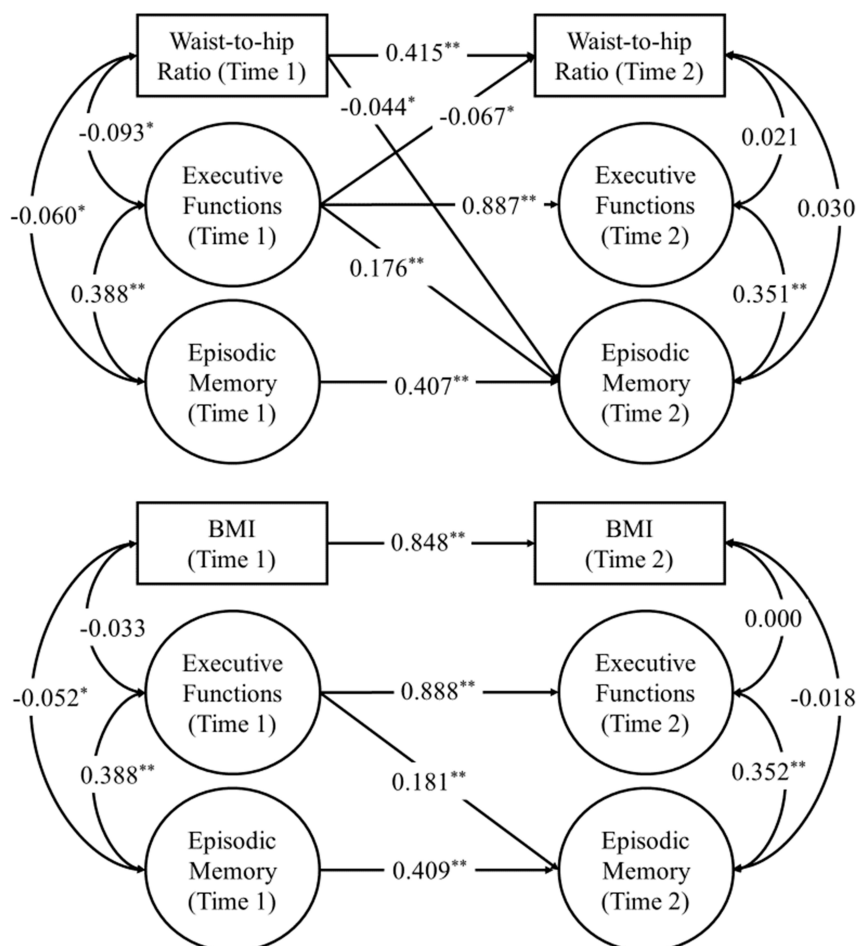 Waist-to-hip
Ratio (Time 1)
0.415**
Waist-to-hip
Ratio (Time 2)
-0.044*
-0.067*
-0.093*
0.021
Executive
Functions
(Time 1)
0.887**
Executive
Functions
(Time 2)
-0.060*
0.030
0.176**
0.388**
0.351**
Episodic
Memory
(Time 1)
0.407**
Episodic
Memory
(Time 2)
BMI
(Time 1)
0.848**
BMI
(Time 2)
-0.033
0.000
Executive
Functions
(Time 1)
0.888**
Executive
Functions
(Time 2)
-0.052*
-0.018
0.388**
0.181**
0.352**
Episodic
Memory
(Time 1)
0.409**
Episodic
Memory
(Time 2)